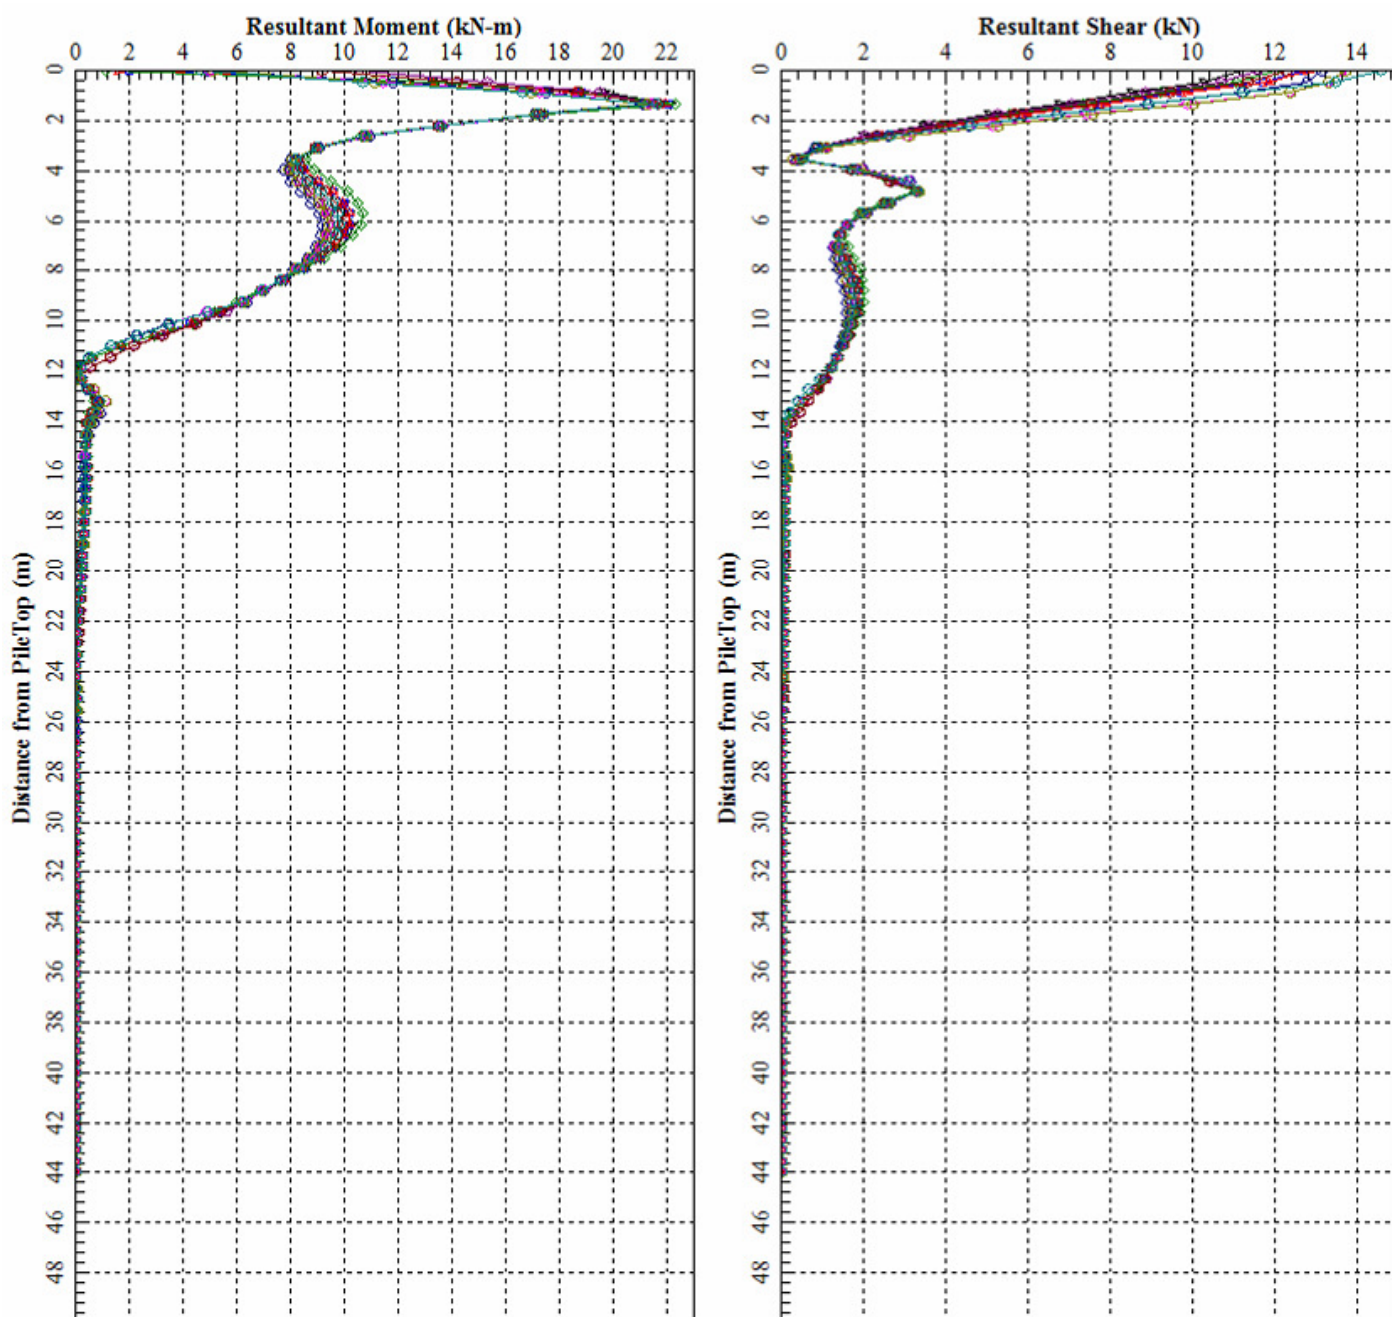 Resultant Moment (kN-m)
0 2 4 6 8 10 12 14 16 18 20 22
Distance from PileTop (m)
0 2 4 6 8 10 12 14 16 18 20 22 24 26 28 30 32 34 36 38 40 42 44 46 48
Resultant Shear (kN)
0 2 4 6 8 10 12 14
Distance from PileTop (m)
0 2 4 6 8 10 12 14 16 18 20 22 24 26 28 30 32 34 36 38 40 42 44 46 48